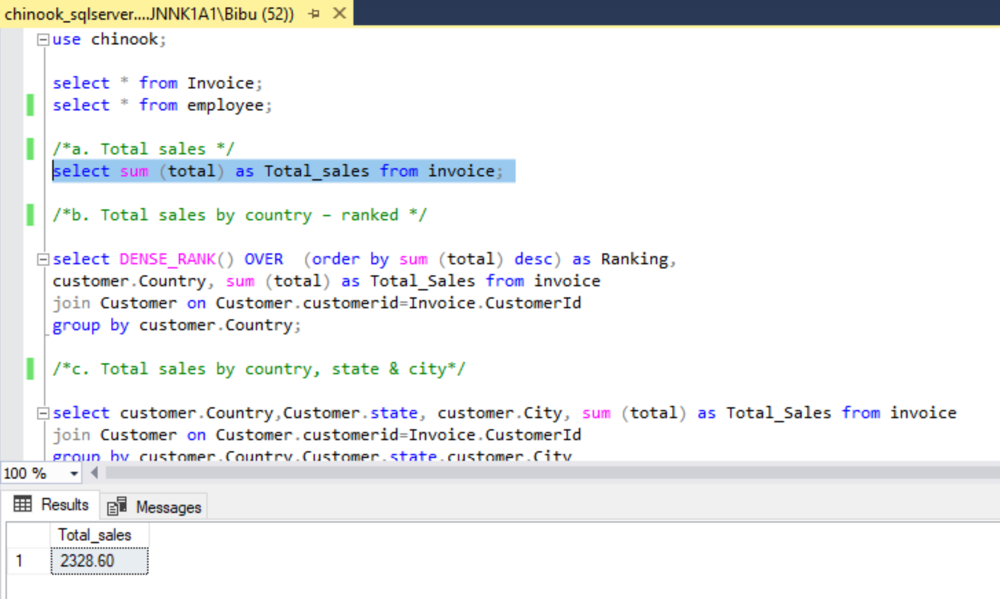 chinook_sqlserver....JNNK1A1\Bibu (52))
use chinook;
select * from Invoice;
select * from employee;
/*a. Total sales */
select sum (total) as Total_sales from invoice;
/*b. Total sales by country – ranked */
select DENSE_RANK() OVER  (order by sum (total) desc) as Ranking,
customer.Country, sum (total) as Total_Sales from invoice
join Customer on Customer.customerid=Invoice.CustomerId
group by customer.Country;
/*c. Total sales by country, state & city*/
select customer.Country,Customer.state, customer.City, sum (total) as Total_Sales from invoice
join Customer on Customer.customerid=Invoice.CustomerId
group by customer.Country,Customer.state,customer.City
100 %
Results Messages
Total_sales
1 2328.60